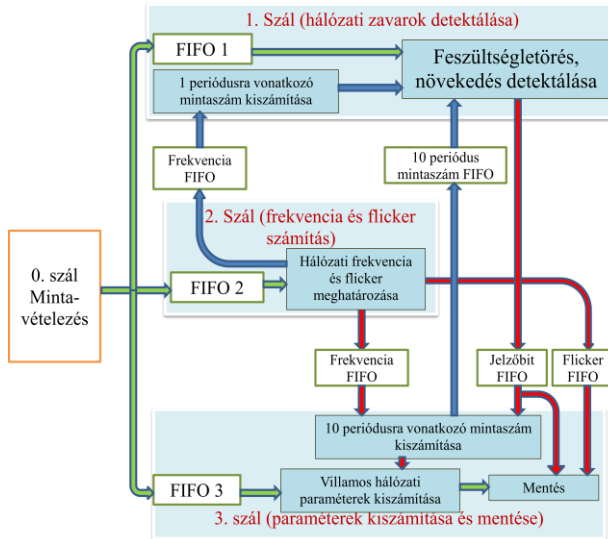 1. Szál (hálózati zavarok detektálása)
FIFO 1
Feszültségletörés,
növekedés detektálása
1 periódusra vonatkozó
mintaszám kiszámítása
Frekvencia
FIFO
10 periódus
mintaszám FIFO
2. Szál (frekvencia és flicker
számítás)
0. szál
Minta-
vételezés
FIFO 2
Hálózati frekvencia
és flicker
meghatározása
Frekvencia
FIFO
Jelzőbit
FIFO
Flicker
FIFO
10 periódusra vonatkozó mintaszám
kiszámítása
FIFO 3
Villamos hálózati
paraméterek kiszámítása
Mentés
3. szál (paraméterek kiszámítása és mentése)